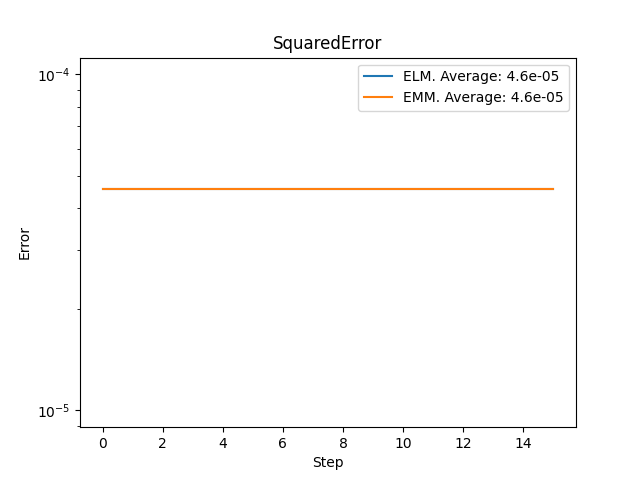 SquaredError
ELM. Average: 4.6e-05
EMM. Average: 4.6e-05
10⁻⁴
10⁻⁵
Error
0 2 4 6 8 10 12 14
Step